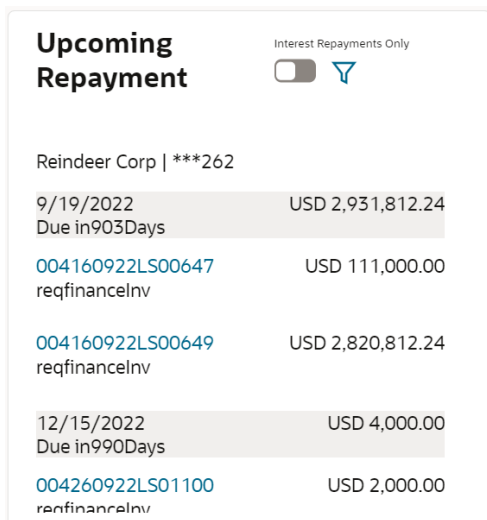 Upcoming
Repayment
Interest Repayments Only
Reindeer Corp | ***262
9/19/2022 USD 2,931,812.24
Due in903Days
004160922LS00647 USD 111,000.00
reqfinanceInv
004160922LS00649 USD 2,820,812.24
reqfinanceInv
12/15/2022 USD 4,000.00
Due in990Days
004260922LS01100 USD 2,000.00
reqfinanceInv